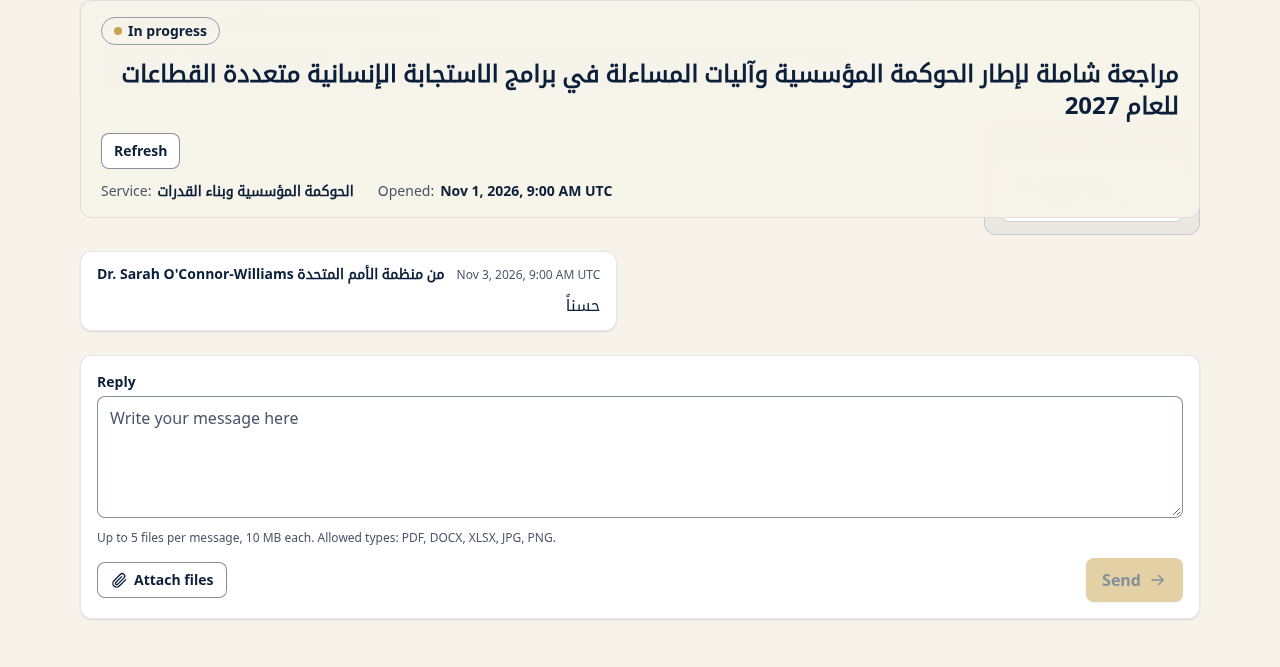 In progress
مراجعة شاملة لإطار الحوكمة المؤسسية وآليات المساءلة في برامج الاستجابة الإنسانية متعددة القطاعات
للعام 2027
Refresh
Service: الحوكمة المؤسسية وبناء القدرات Opened: Nov 1, 2026, 9:00 AM UTC
Dr. Sarah O'Connor-Williams من منظمة الأمم المتحدة Nov 3, 2026, 9:00 AM UTC
حسناً
Reply
Write your message here
Up to 5 files per message, 10 MB each. Allowed types: PDF, DOCX, XLSX, JPG, PNG.
Attach files
Send